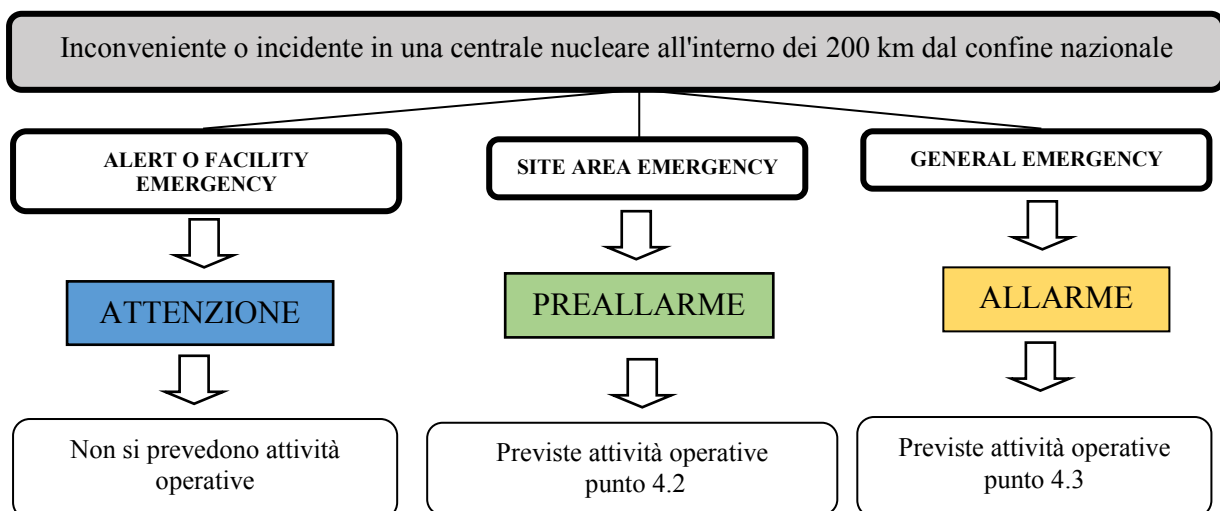 Inconveniente o incidente in una centrale nucleare all'interno dei 200 km dal confine nazionale
ALERT O FACILITY
EMERGENCY
SITE AREA EMERGENCY
GENERAL EMERGENCY
ATTENZIONE
PREALLARME
ALLARME
Non si prevedono attività
operative
Previste attività operative
punto 4.2
Previste attività operative
punto 4.3